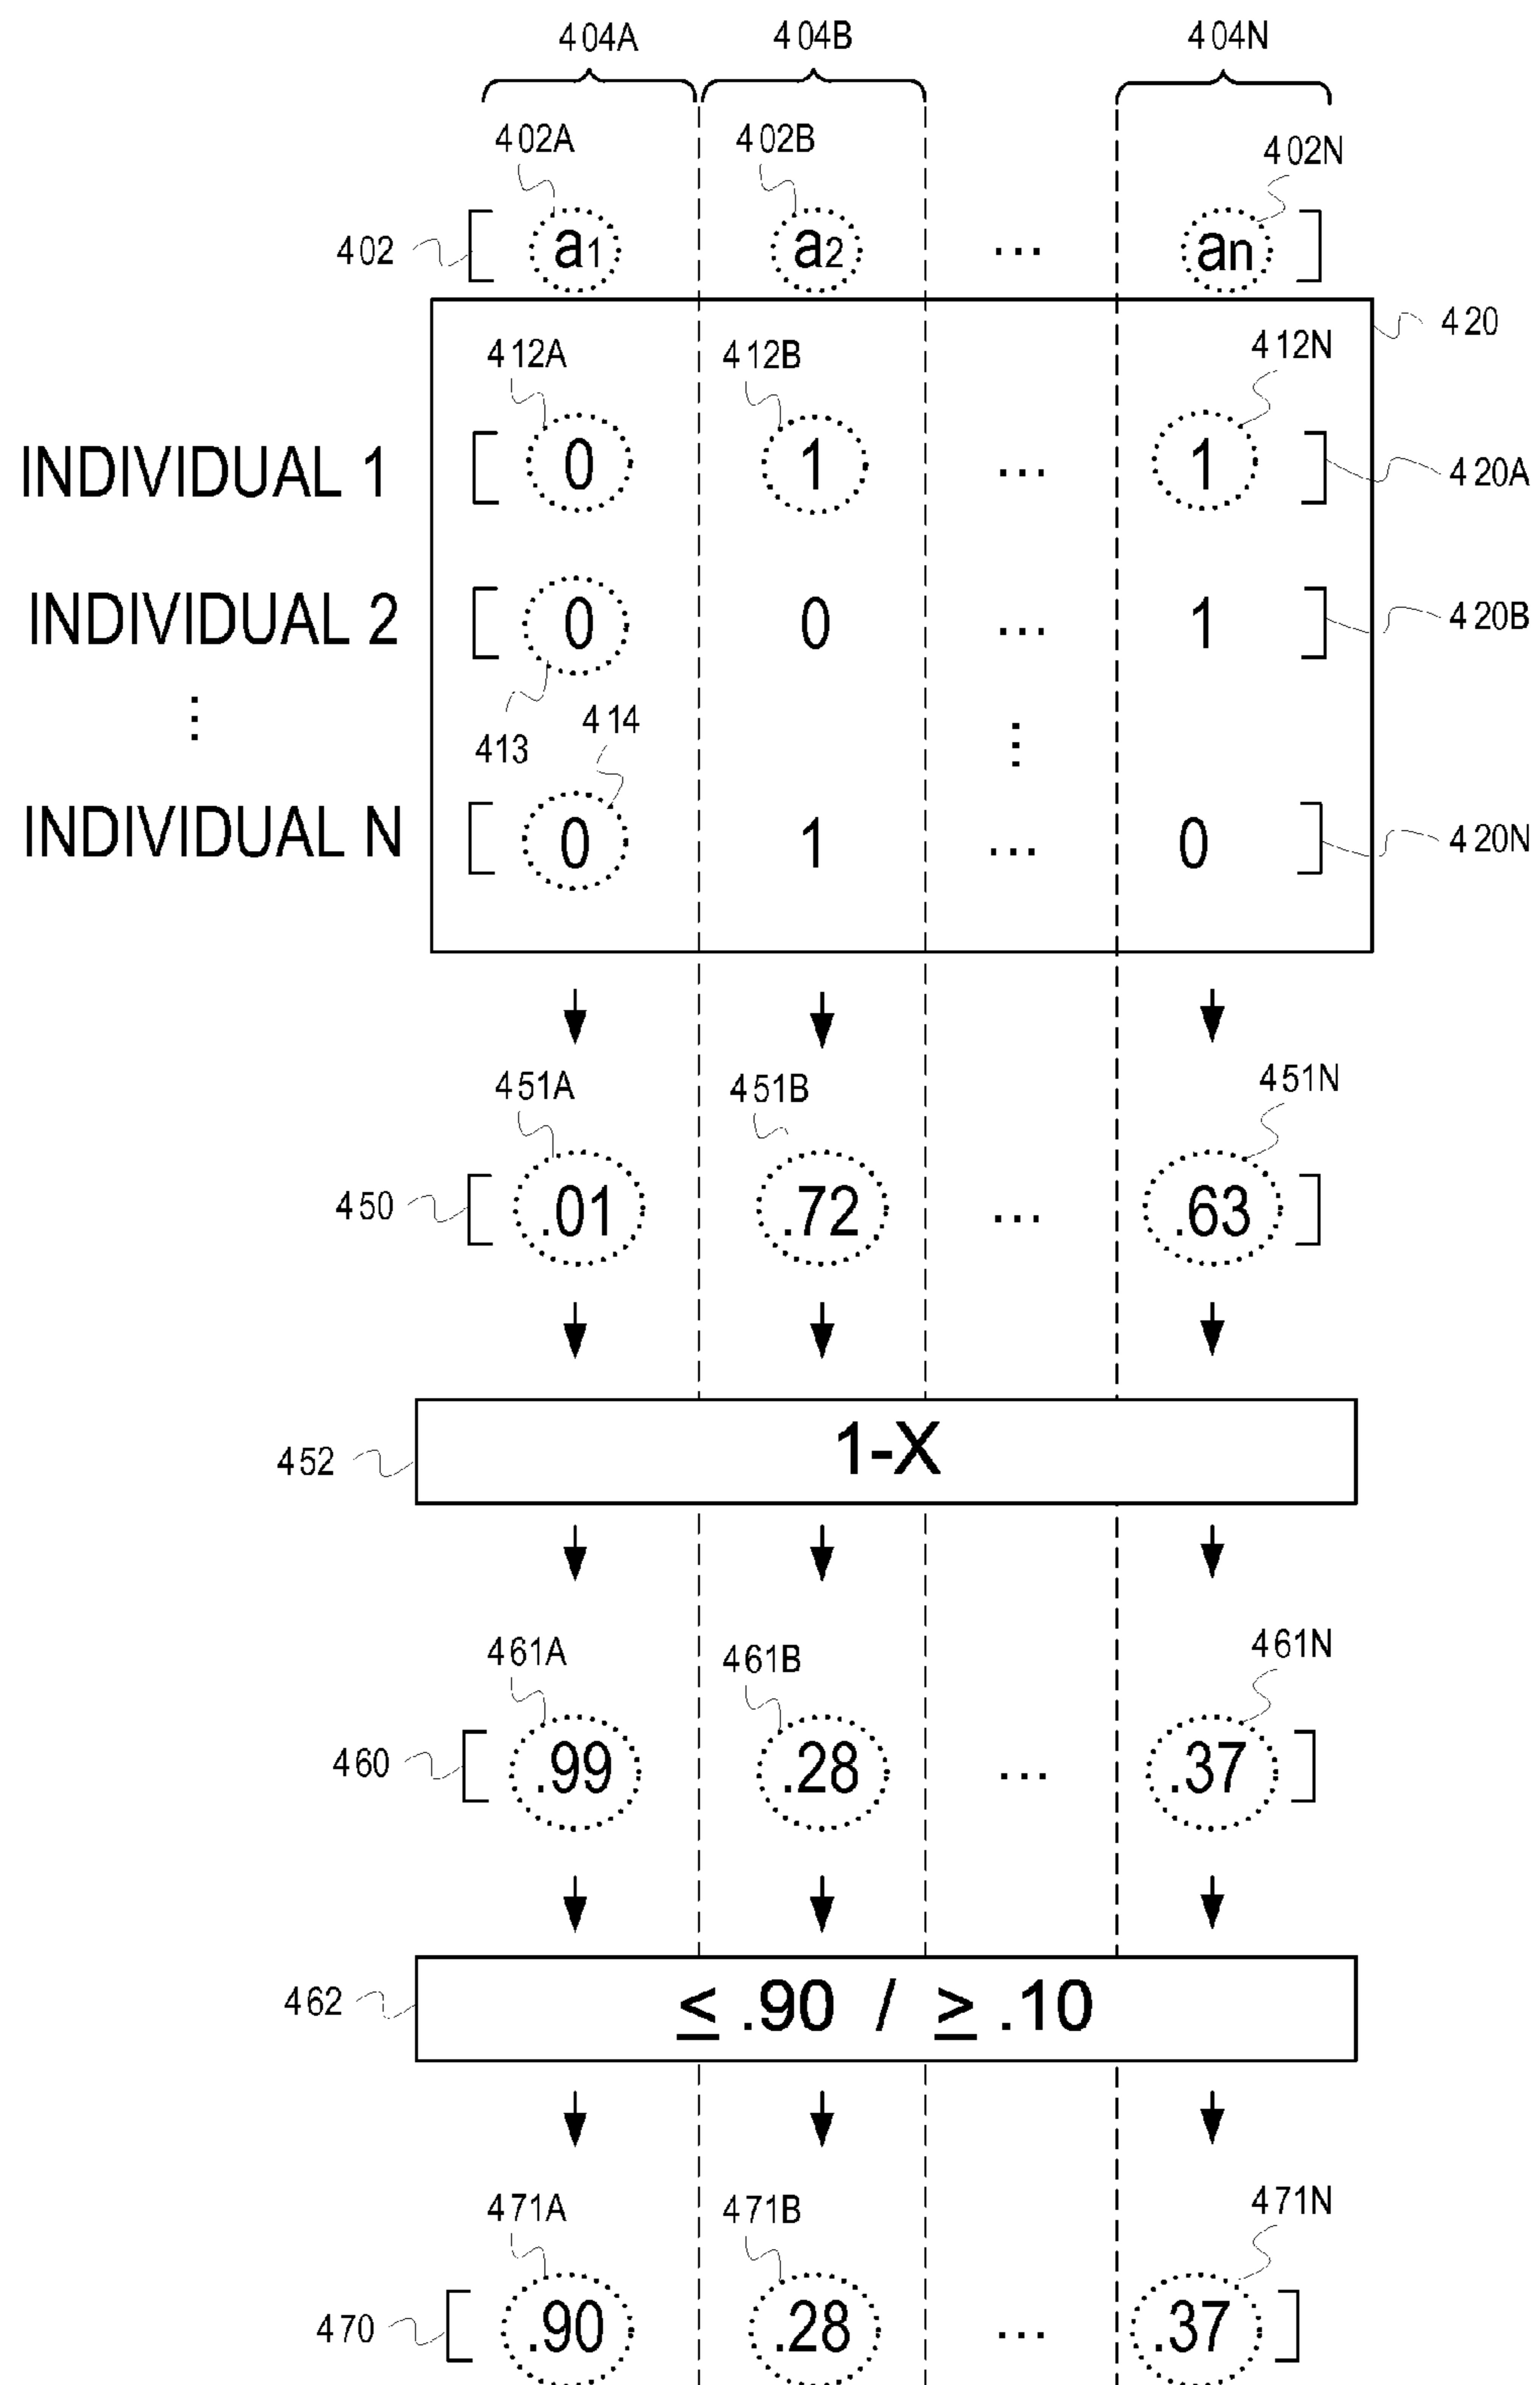 404A 404B 404N
402A 402B 402N
402 [ a1 a2 ... an ]
420
412A 412B 412N
INDIVIDUAL 1 [ 0 1 ... 1 ] 420A
INDIVIDUAL 2 [ 0 0 ... 1 ] 420B
413 414
INDIVIDUAL N [ 0 1 ... 0 ] 420N
451A 451B 451N
450 [ .01 .72 ... .63 ]
452 1-X
461A 461B 461N
460 [ .99 .28 ... .37 ]
462 ≤ .90 / ≥ .10
471A 471B 471N
470 [ .90 .28 ... .37 ]